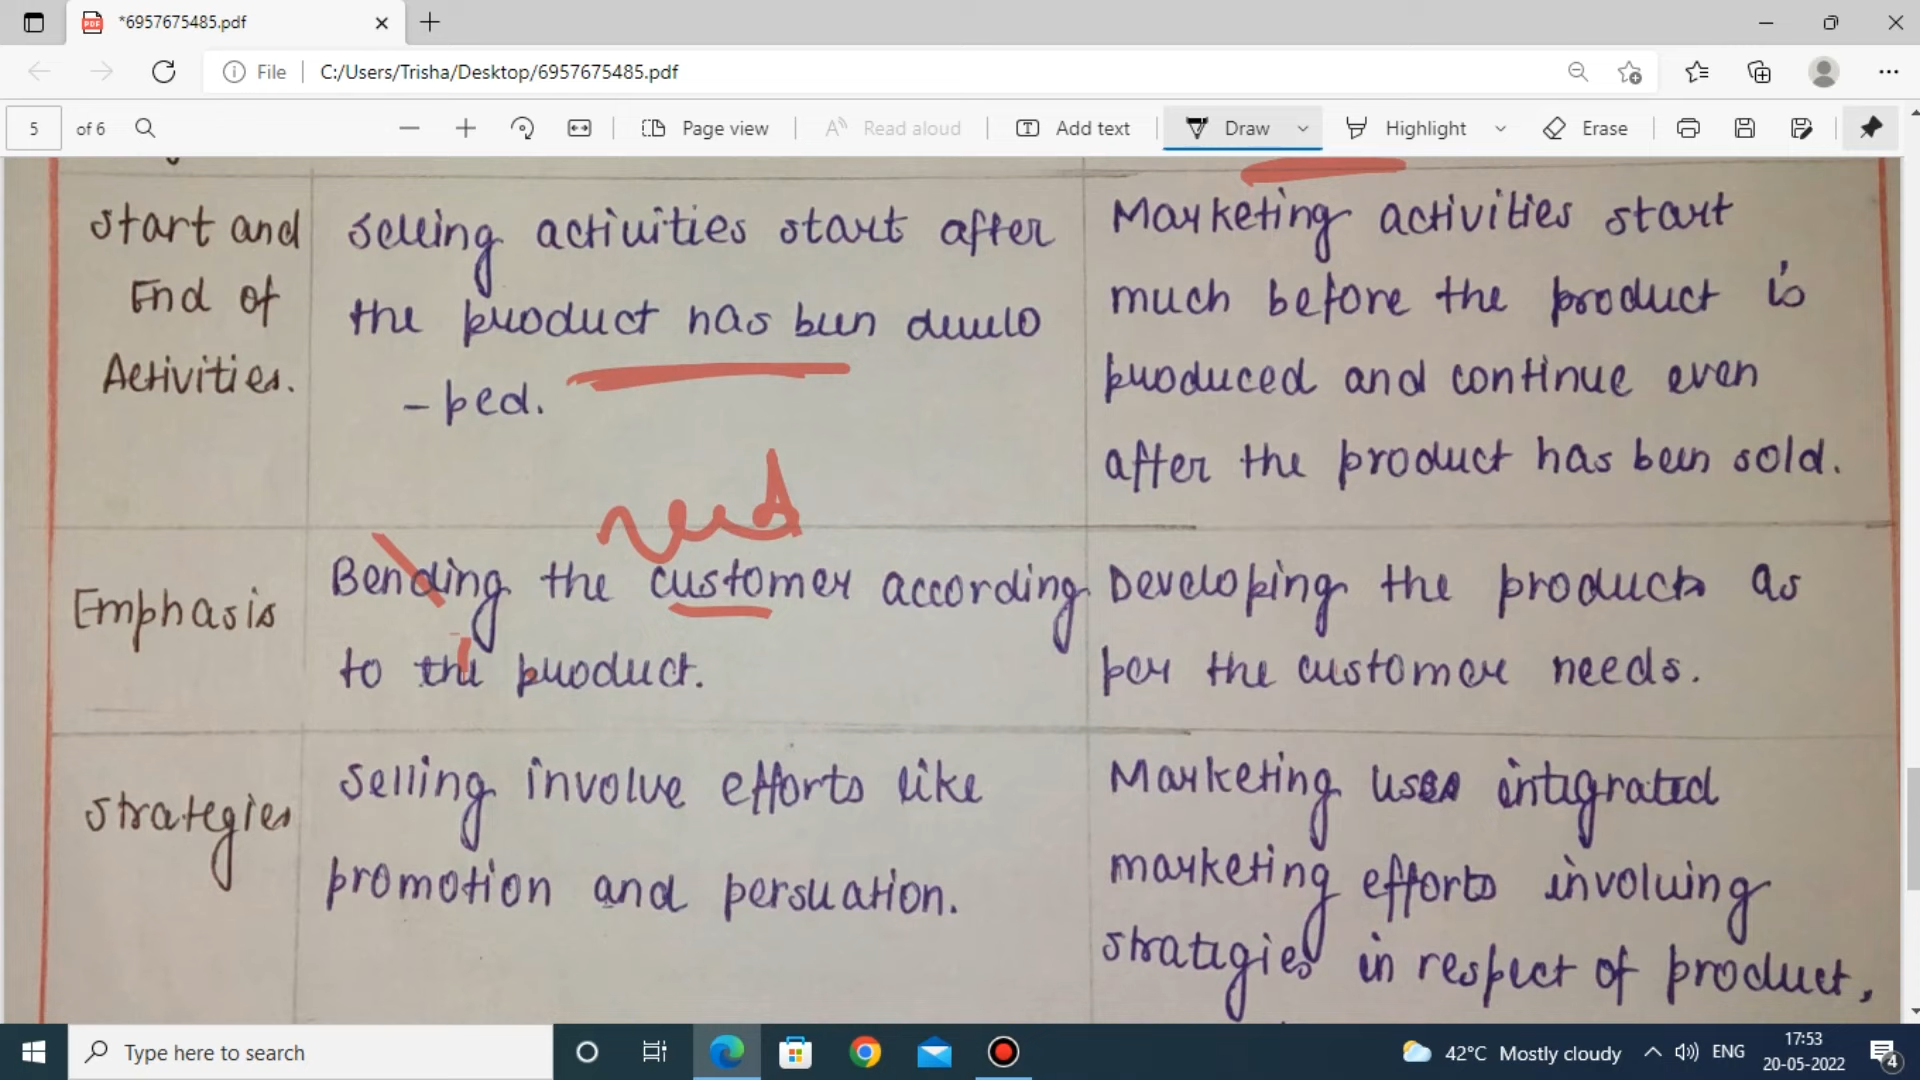 *6957675485.pdf
File C:/Users/Trisha/Desktop/6957675485.pdf
5 of 6 Page view Read aloud Add text Draw Highlight Erase
Start and
End of
Activities.
Selling activities start after
the product has been develo
-ped.
Marketing activities start
much before the product is
produced and continue even
after the product has been sold.
need
Emphasis
Bending the customer according
to the product.
Developing the products as
per the customer needs.
Strategies
Selling involve efforts like
promotion and persuation.
Marketing uses integrated
marketing efforts involving
strategies in respect of product,
Type here to search
42°C Mostly cloudy
ENG
17:53
20-05-2022
4